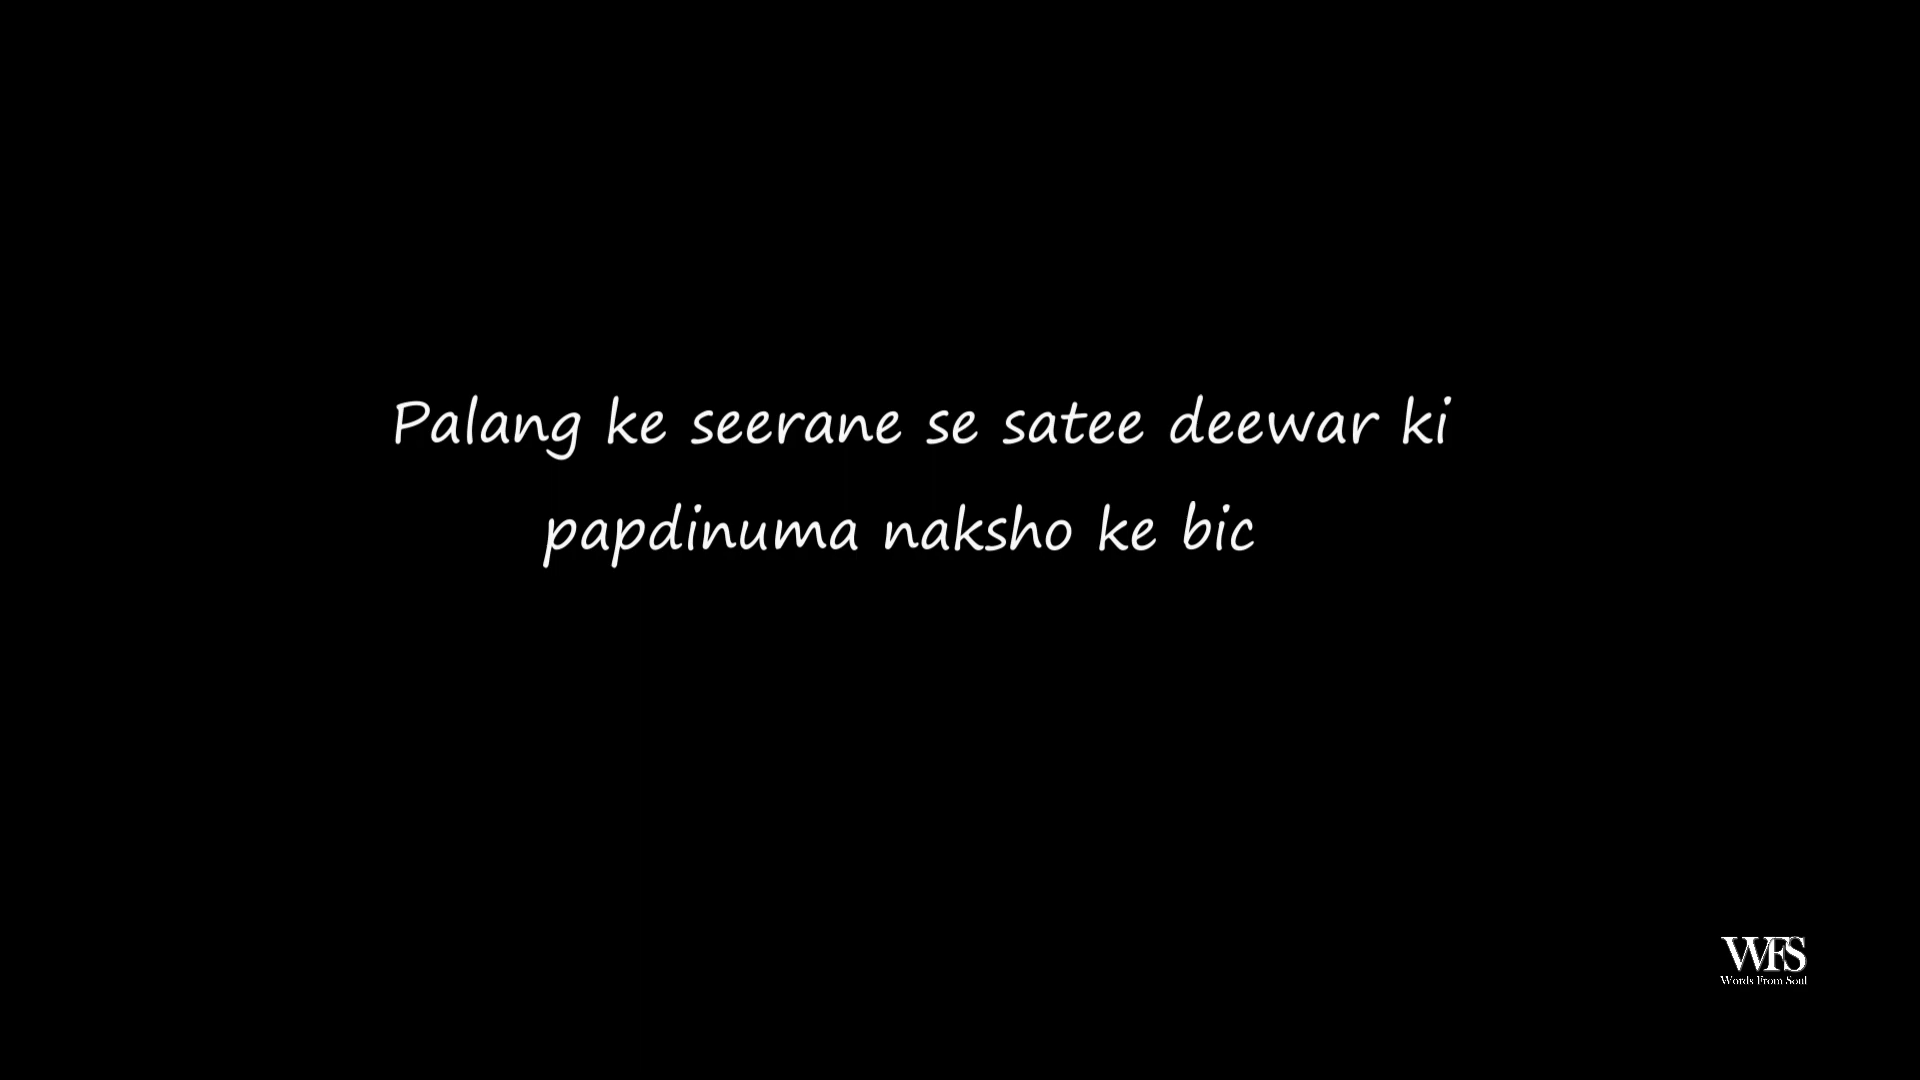 Palang ke seerane se satee deewar ki
papdinuma naksho ke bic
WFS
Words From Soul